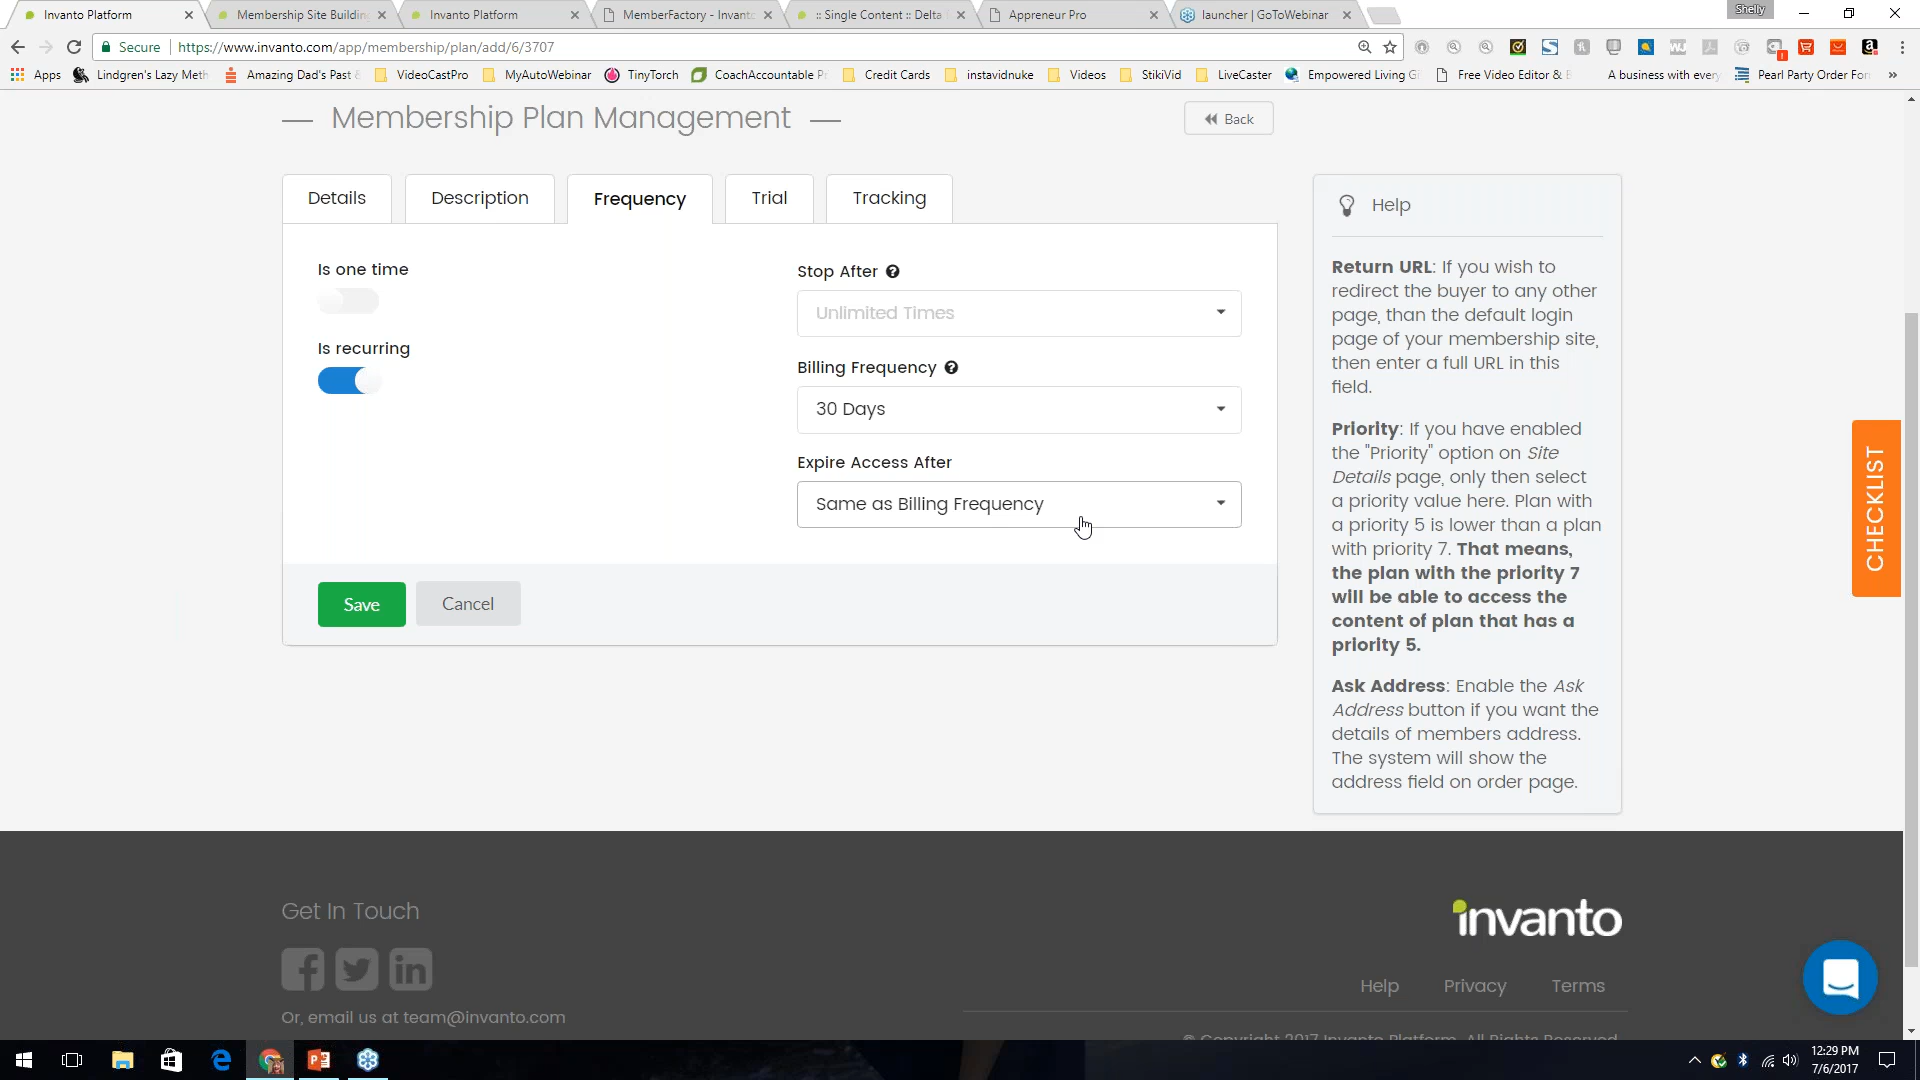 Invanto Platform
Membership Site Buildin
Invanto Platform
MemberFactory - Invant
:: Single Content :: Delta
Appreneur Pro
launcher | GoToWebinar
Shelly
Secure
https://www.invanto.com/app/membership/plan/add/6/3707
Apps
Lindgren's Lazy Meth
Amazing Dad's Past
VideoCastPro
MyAutoWebinar
TinyTorch
CoachAccountable P
Credit Cards
instavidnuke
Videos
StikiVid
LiveCaster
Empowered Living G
Free Video Editor &
A business with every
Pearl Party Order For
»
Membership Plan Management
Back
Details
Description
Frequency
Trial
Tracking
Is one time
Is recurring
Stop After
Unlimited Times
Billing Frequency
30 Days
Expire Access After
Same as Billing Frequency
Save
Cancel
Help
Return URL: If you wish to
redirect the buyer to any other
page, than the default login
page of your membership site,
then enter a full URL in this
field.
Priority: If you have enabled
the "Priority" option on Site
Details page, only then select
a priority value here. Plan with
a priority 5 is lower than a plan
with priority 7. That means,
the plan with the priority 7
will be able to access the
content of plan that has a
priority 5.
Ask Address: Enable the Ask
Address button if you want the
details of members address.
The system will show the
address field on order page.
CHECKLIST
Get In Touch
Or, email us at team@invanto.com
invanto
Help
Privacy
Terms
© Copyright 2017 Invanto Platform. All Rights Reserved
12:29 PM
7/6/2017